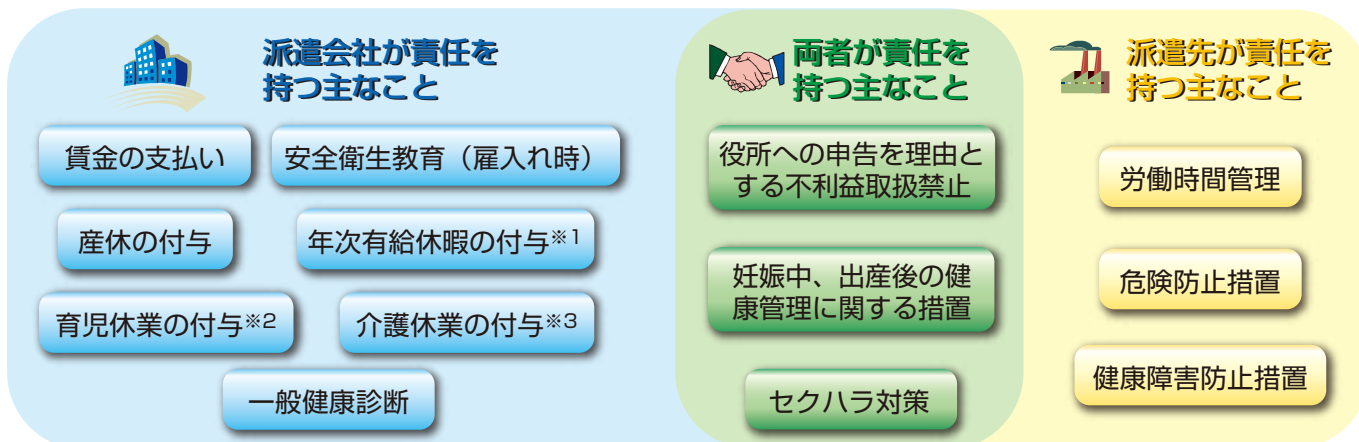 派遣会社が責任を
持つ主なこと
賃金の支払い
安全衛生教育（雇入れ時）
産休の付与
年次有給休暇の付与※1
育児休業の付与※2
介護休業の付与※3
一般健康診断
両者が責任を
持つ主なこと
役所への申告を理由と
する不利益取扱禁止
妊娠中、出産後の健
康管理に関する措置
セクハラ対策
派遣先が責任を
持つ主なこと
労働時間管理
危険防止措置
健康障害防止措置